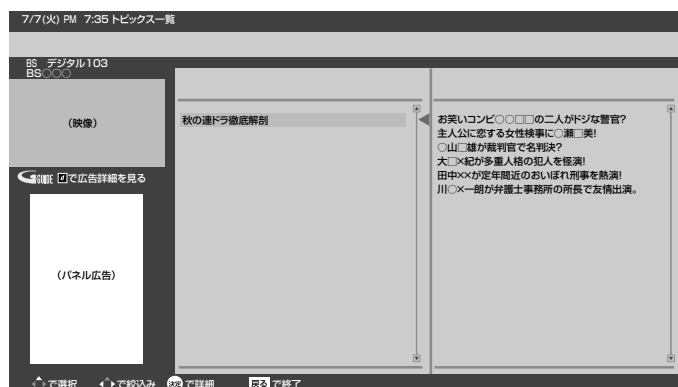 7/7(火) PM 7:35 トピックス一覧
BS デジタル103
BS○○○
(映像)
GGUIDE dで広告詳細を見る
(パネル広告)
秋の連ドラ徹底解剖
お笑いコンビ○○□□の二人がドジな警官?
主人公に恋する女性検事に○瀬□美!
○山□雄が裁判官で名判決?
大□×紀が多重人格の犯人を怪演!
田中××が定年間近のおいぼれ刑事を熱演!
川○×一朗が弁護士事務所の所長で友情出演。
で選択 で絞込み 決定で詳細 戻るで終了